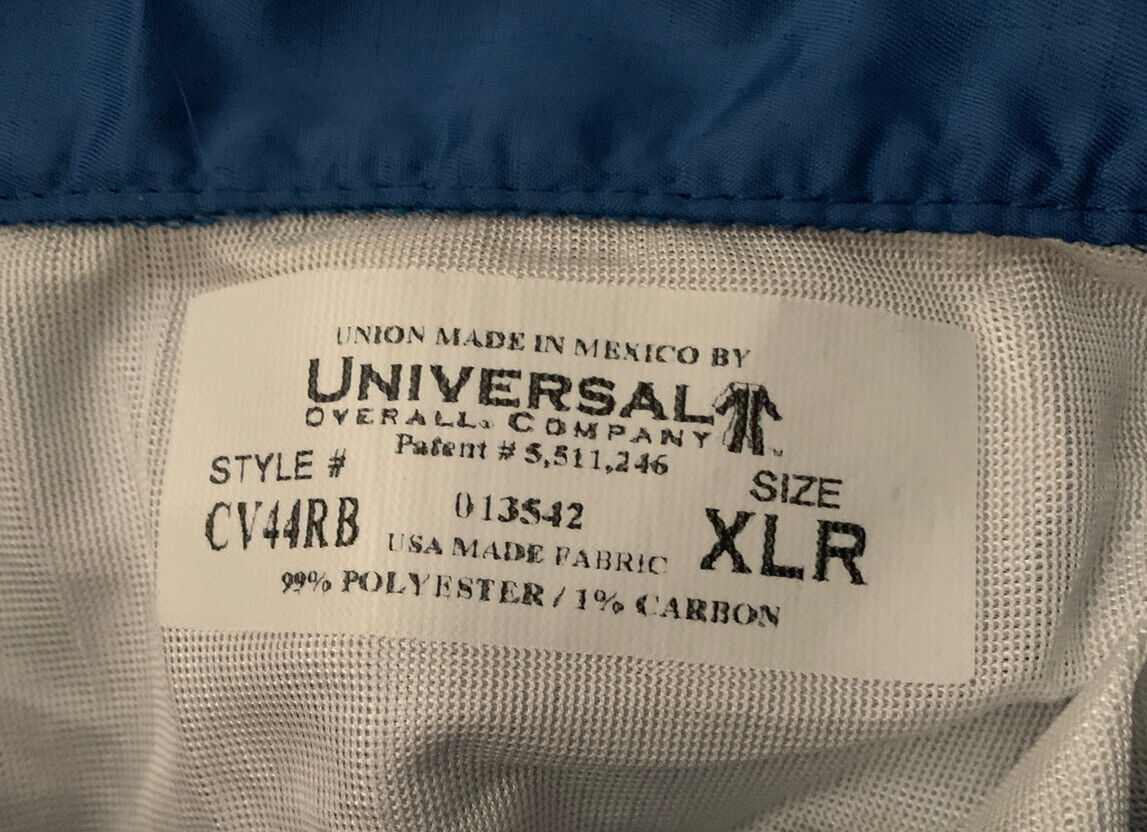 UNION MADE IN MEXICO BY
UNIVERSAL
OVERALL COMPANY
Patent # 5,511,246
STYLE #
CV44RB
013542
SIZE
XLR
USA MADE FABRIC
99% POLYESTER / 1% CARBON